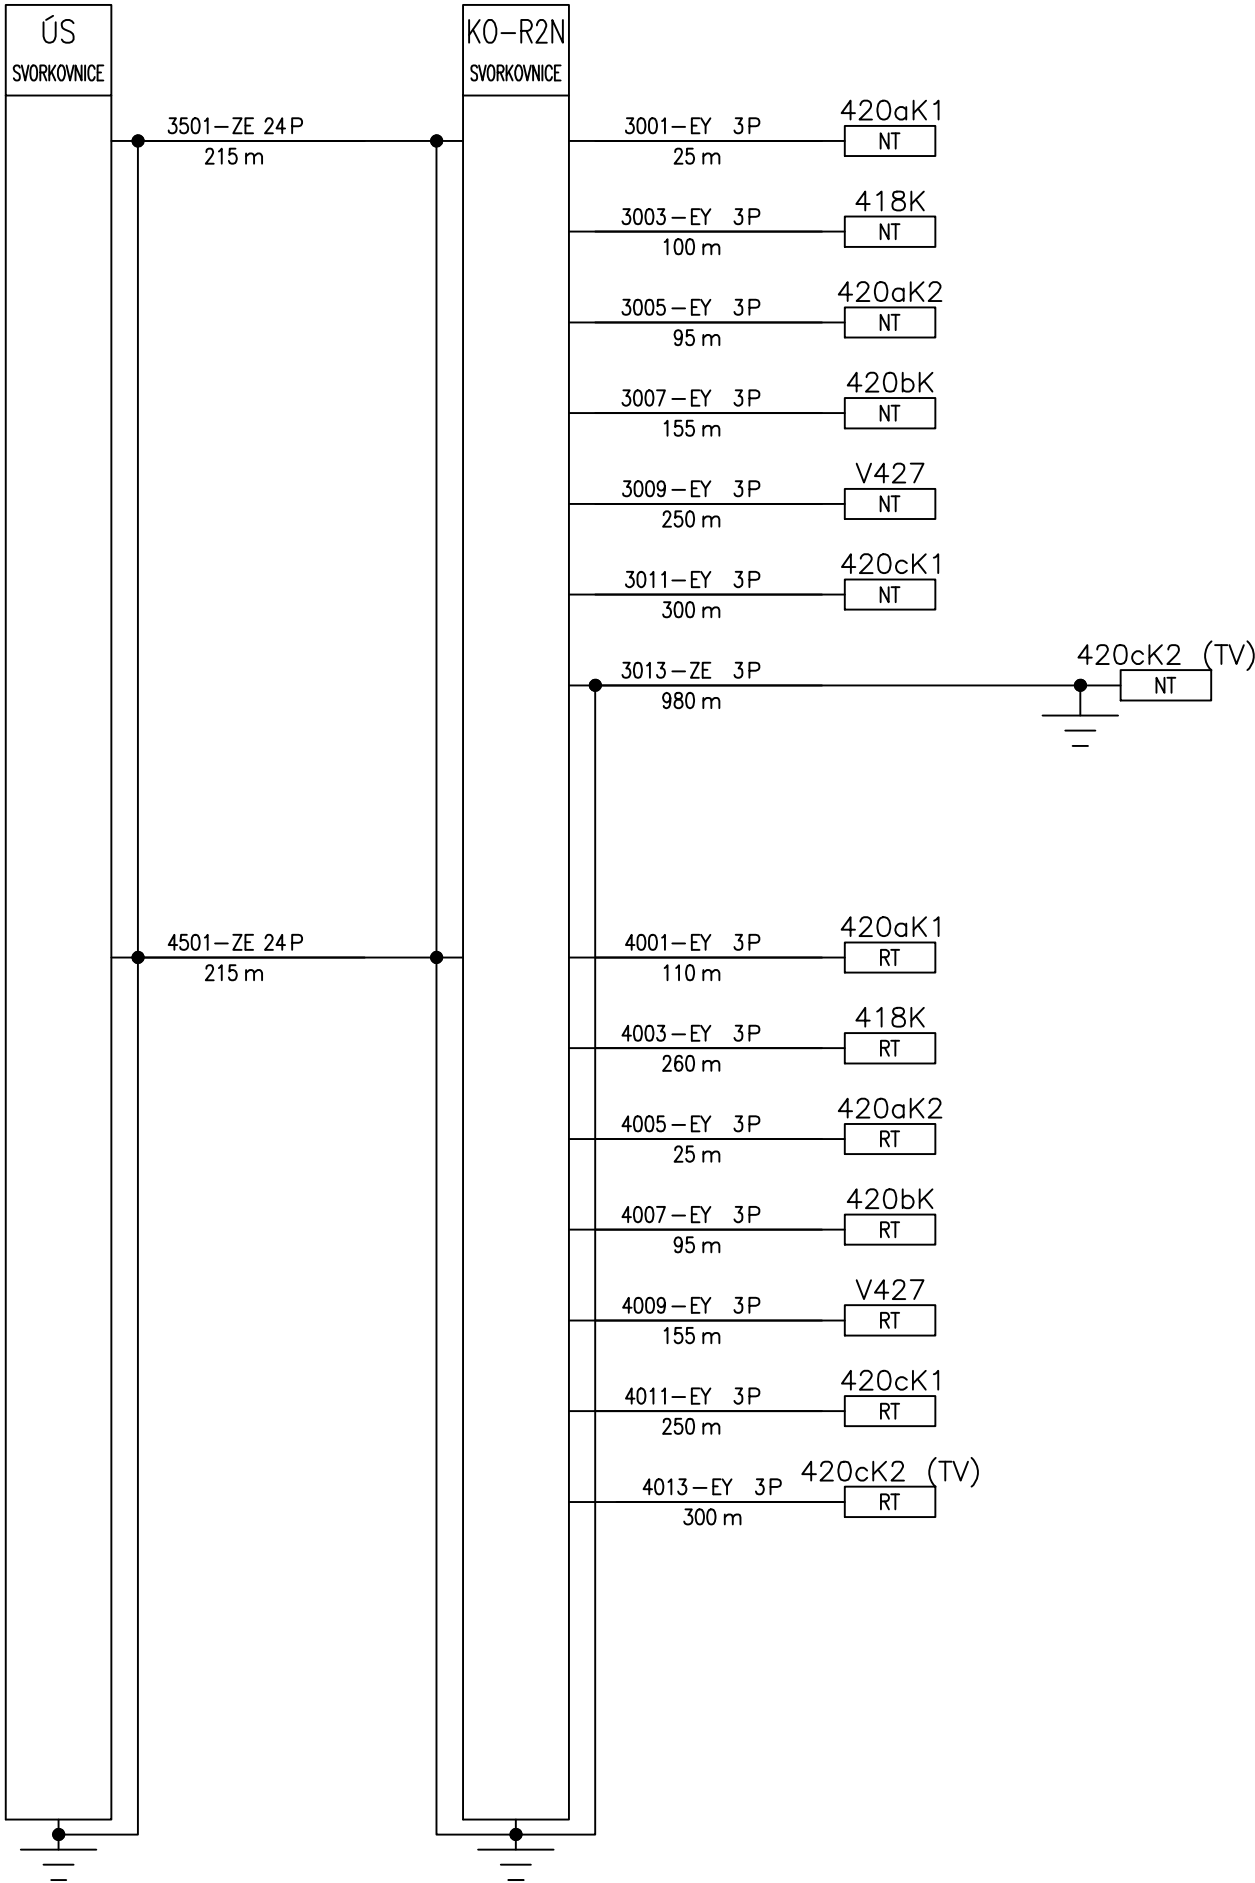 ÚS
SVORKOVNICE
KO-R2N
SVORKOVNICE
3501-ZE 24P
215 m
3001-EY 3P
25 m
420aK1
NT
3003-EY 3P
100 m
418K
NT
3005-EY 3P
95 m
420aK2
NT
3007-EY 3P
155 m
420bK
NT
3009-EY 3P
250 m
V427
NT
3011-EY 3P
300 m
420cK1
NT
3013-ZE 3P
980 m
420cK2 (TV)
NT
4501-ZE 24P
215 m
4001-EY 3P
110 m
420aK1
RT
4003-EY 3P
260 m
418K
RT
4005-EY 3P
25 m
420aK2
RT
4007-EY 3P
95 m
420bK
RT
4009-EY 3P
155 m
V427
RT
4011-EY 3P
250 m
420cK1
RT
4013-EY 3P
300 m
420cK2 (TV)
RT